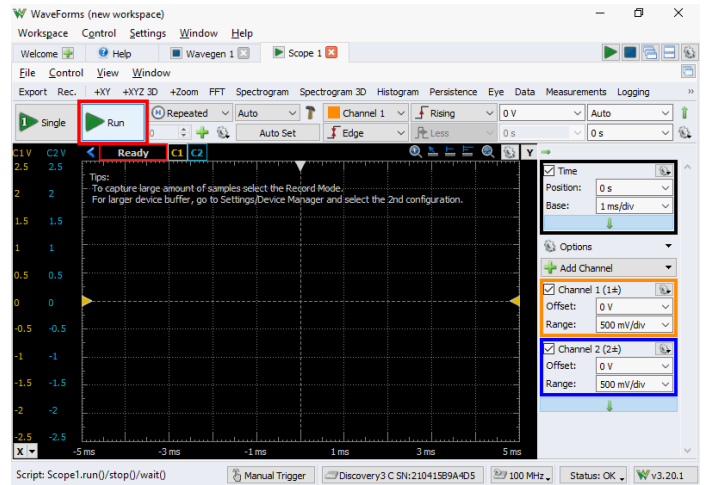 WaveForms (new workspace)
Workspace Control Settings Window Help
Welcome Help Wavegen 1 Scope 1
File Control View Window
Export Rec. +XY +XYZ 3D +Zoom FFT Spectrogram Spectrogram 3D Histogram Persistence Eye Data Measurements Logging »
Single Run Repeated Auto Channel 1 Rising 0 V Auto
0 Auto Set Edge Less 0 s 0 s
C1 V C2 V Ready C1 C2 Y
2.5 2.5
Tips:
- To capture large amount of samples select the Record Mode.
- For larger device buffer, go to Settings/Device Manager and select the 2nd configuration.
2 2
1.5 1.5
1 1
0.5 0.5
0 0
-0.5 -0.5
-1 -1
-1.5 -1.5
-2 -2
-2.5 -2.5
X -5 ms -3 ms -1 ms 1 ms 3 ms 5 ms
Time
Position: 0 s
Base: 1 ms/div
Options
Add Channel
Channel 1 (1±)
Offset: 0 V
Range: 500 mV/div
Channel 2 (2±)
Offset: 0 V
Range: 500 mV/div
Script: Scope1.run()/stop()/wait() Manual Trigger Discovery3 C SN:210415B9A4D5 100 MHz Status: OK v3.20.1